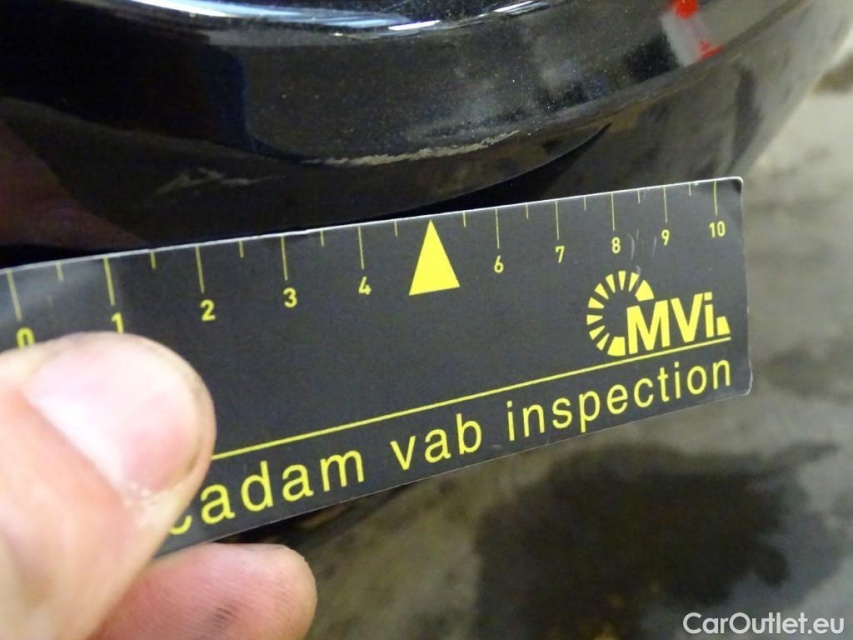 0 1 2 3 4 6 7 8 9 10
MVi
cadam vab inspection
CarOutlet.eu